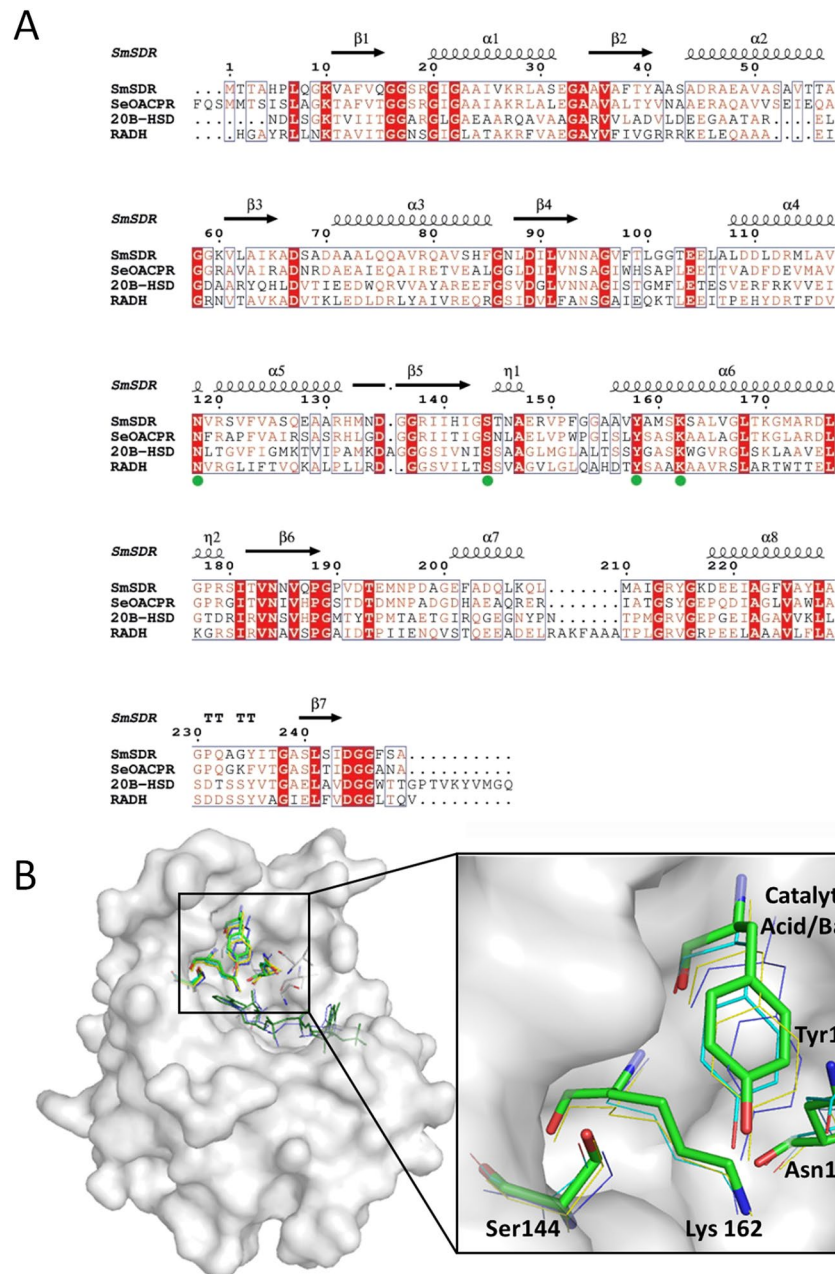 A
SmSDR
β1 α1 β2 α2
1 10 20 30 40 50
SmSDR ...MTTAHPLQGKVAFVQGGSRGIGAAIVKRLASEGAAVAFTYAASADRAEAVASAVTTA
SeOACPR FQSMMTSISLAGKTAFVTGGSRGIGAAIAKRLALEGAAVALTYVNAAERAQAVVSEIEQA
20B-HSD .....NDLSGKTVIITGGARGLGAEAARQAVAAGARVVLADVLDEEGAATAR....EL
RADH ...HGAYRLLNKTAVITGGNSGIGLATAKRFVAEGAYVFIVGRRRKELEQAAA...EI
β3 α3 β4 α4
SmSDR
60 70 80 90 100 110
SmSDR GGKVLAIKADSADAAALQQAVRQAVSHFGNLDILVNNAGVFTLGGTEELALDDLDRMLAV
SeOACPR GGRAVAIRADNRDAEAIEQAIRETVEALGGLDILVNSAGIWHSAPLEETTVADFDEVMAV
20B-HSD GDAARYQHLDVTIEEDWQRVVAYAREEFGSVDGLVNNAGISTGMFLETESVERFRKVVEI
RADH GRNVTAVKADVTKLEDLDRLYAIVREQRGSIDVLFANSGAIEQKTLEEITPEHYDRTFDV
α5 β5 η1 α6
SmSDR
120 130 140 150 160 170
SmSDR NVRSVFVASQEAARHMND.GGRIIHIGSTNAERVPFGGAAVYAMSKSALVGLTKGMARDL
SeOACPR NFRAPFVAIRSASRHLGD.GGRIITIGSNLAELVPWPGISLYSASKAALAGLTKGLARDL
20B-HSD NLTGVFIGMKTVIPAMKDAGGGSIVNISSAAGLMGLALTSSYGASKWGVRGLSKLAAVEL
RADH NVRGLIFTVQKALPLLRD..GGSVILTSSVAGVLGLQAHDTYSASKAAVRSLARTWTTEL
η2 β6 α7 α8
SmSDR
180 190 200 210 220
SmSDR GPRSITVNNVQPGPVDTEMNPDAGEFADQLKQL.......MAIGRYGKDEEIAGFVAYLA
SeOACPR GPRGITVNIVHPGSTDTDMNPADGDHAEAQRER.......IATGSYGEPQDIAGLVAWLA
20B-HSD GTDRIRVNSVHPGMTYTPMTAETGIRQGEGNYPN......TPMGRVGEPGEIAGAVVKLL
RADH KGRSIRVNAVSPGAIDTPIIENQVSTQEEADELRAKFAAATPLGRVGRPEELAAAVLFLA
TT TT β7
SmSDR
230 240
SmSDR GPQAGYITGASLSIDGGFSA..........
SeOACPR GPQGKFVTGASLTIDGGANA..........
20B-HSD SDTSSYVTGAELAVDGGWTTGPTVKYVMGQ
RADH SDDSSYVAGIELFVDGGLTQV.........
B
Ser144
Lys 162